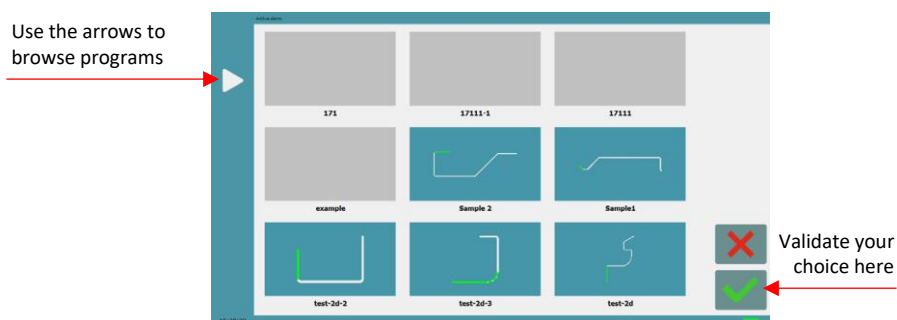 Use the arrows to
browse programs
171
17111-1
17111
example
Sample 2
Sample1
test-2d-2
test-2d-3
test-2d
Validate your
choice here